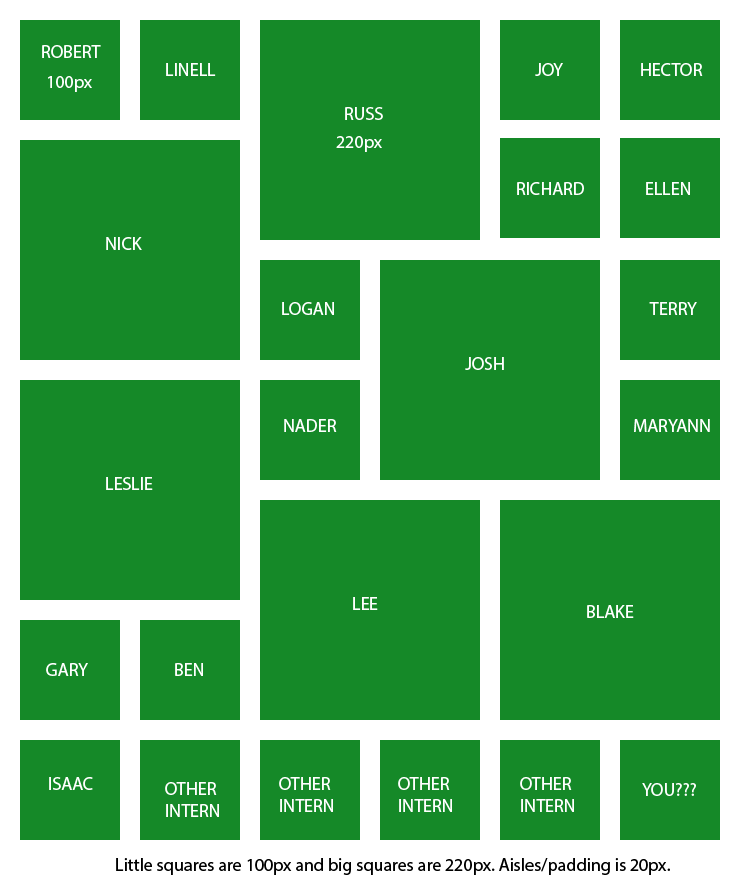 ROBERT
100px
LINELL
RUSS
220px
JOY
HECTOR
RICHARD
ELLEN
NICK
LOGAN
JOSH
TERRY
NADER
MARYANN
LESLIE
LEE
BLAKE
GARY
BEN
ISAAC
OTHER
INTERN
OTHER
INTERN
OTHER
INTERN
OTHER
INTERN
YOU???
Little squares are 100px and big squares are 220px. Aisles/padding is 20px.